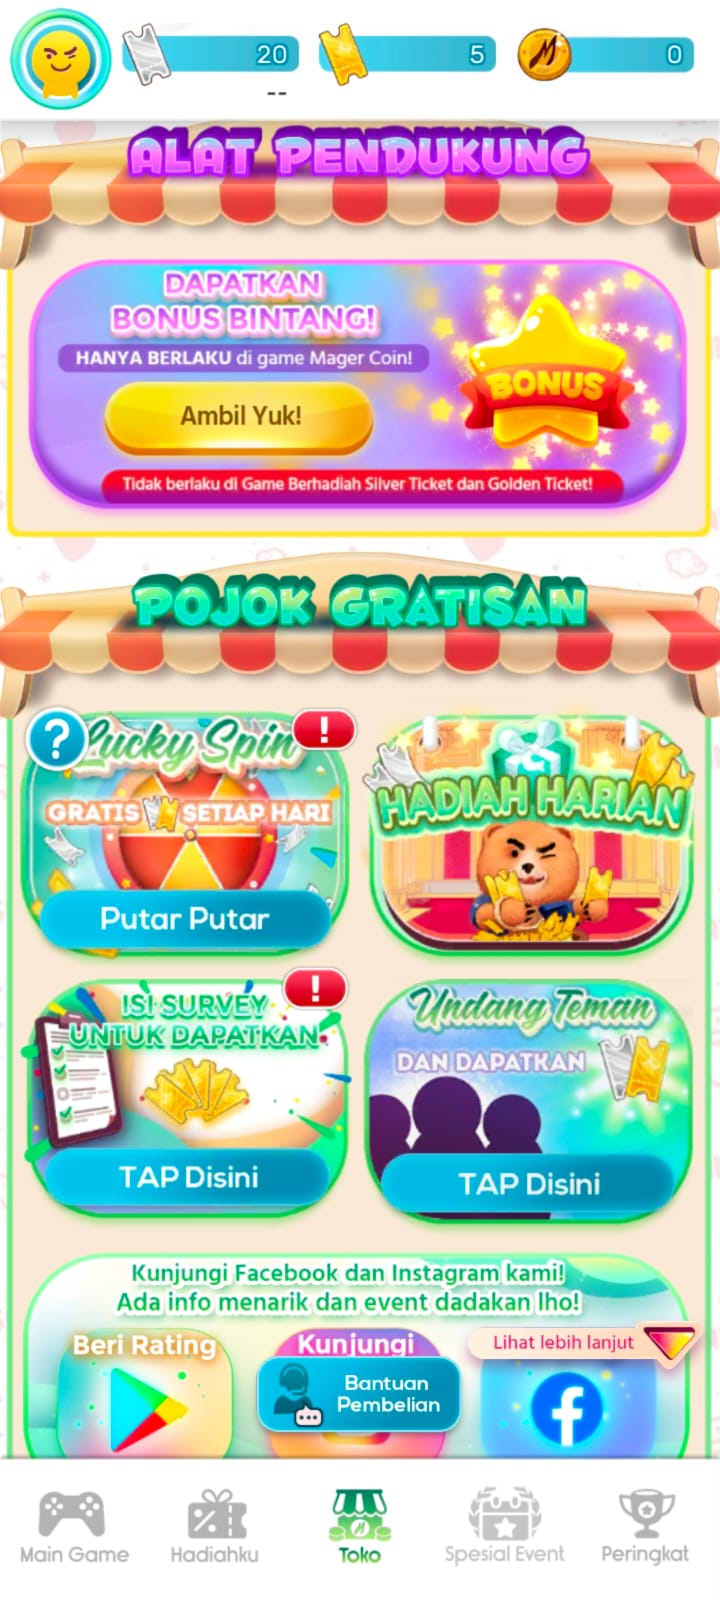 20
5
0
--
ALAT PENDUKUNG
DAPATKAN
BONUS BINTANG!
HANYA BERLAKU di game Mager Coin!
BONUS
Ambil Yuk!
Tidak berlaku di Game Berhadiah Silver Ticket dan Golden Ticket!
POJOK GRATISAN
?
Lucky Spin
!
GRATIS SETIAP HARI
Putar Putar
HADIAH HARIAN
!
ISI SURVEY
UNTUK DAPATKAN
TAP Disini
Undang Teman
DAN DAPATKAN
TAP Disini
Kunjungi Facebook dan Instagram kami!
Ada info menarik dan event dadakan lho!
Beri Rating
Kunjungi
Lihat lebih lanjut
Bantuan
Pembelian
Main Game
Hadiahku
Toko
Spesial Event
Peringkat